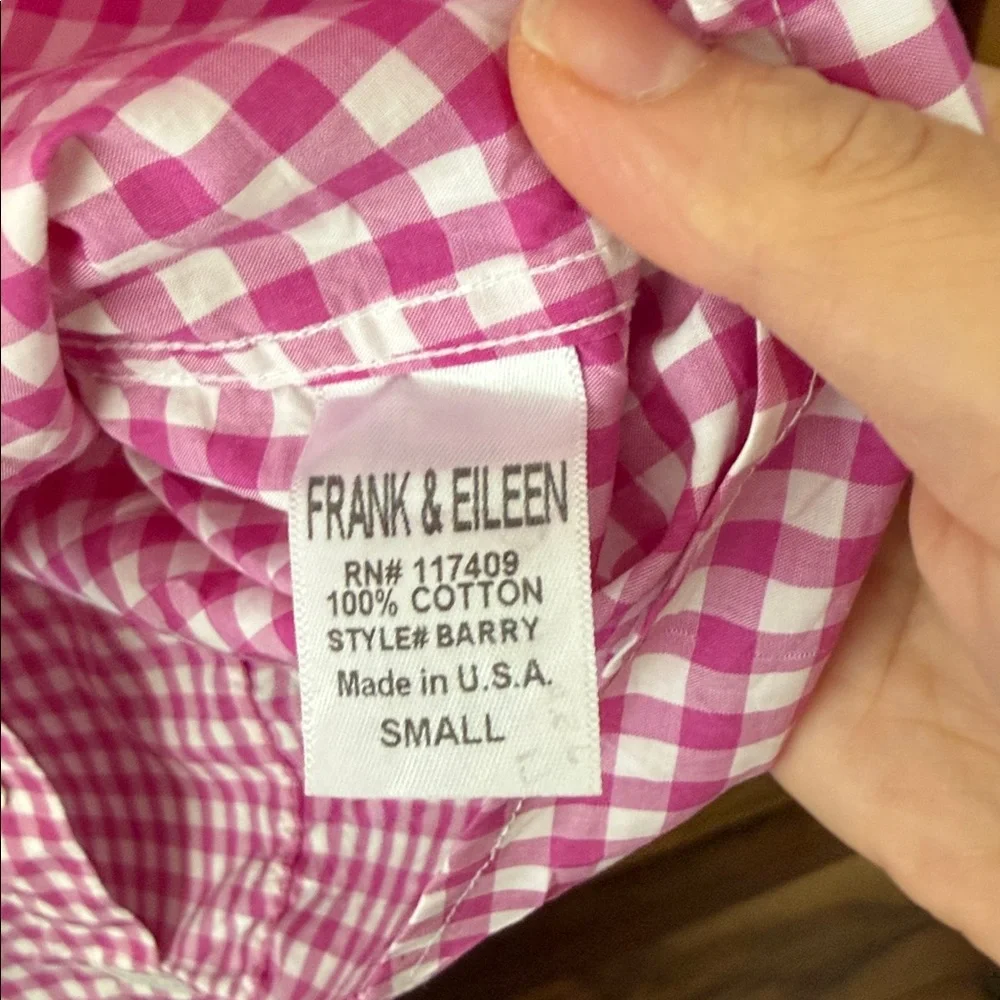 FRANK & EILEEN
RN# 117409
100% COTTON
STYLE# BARRY
Made in U.S.A.
SMALL